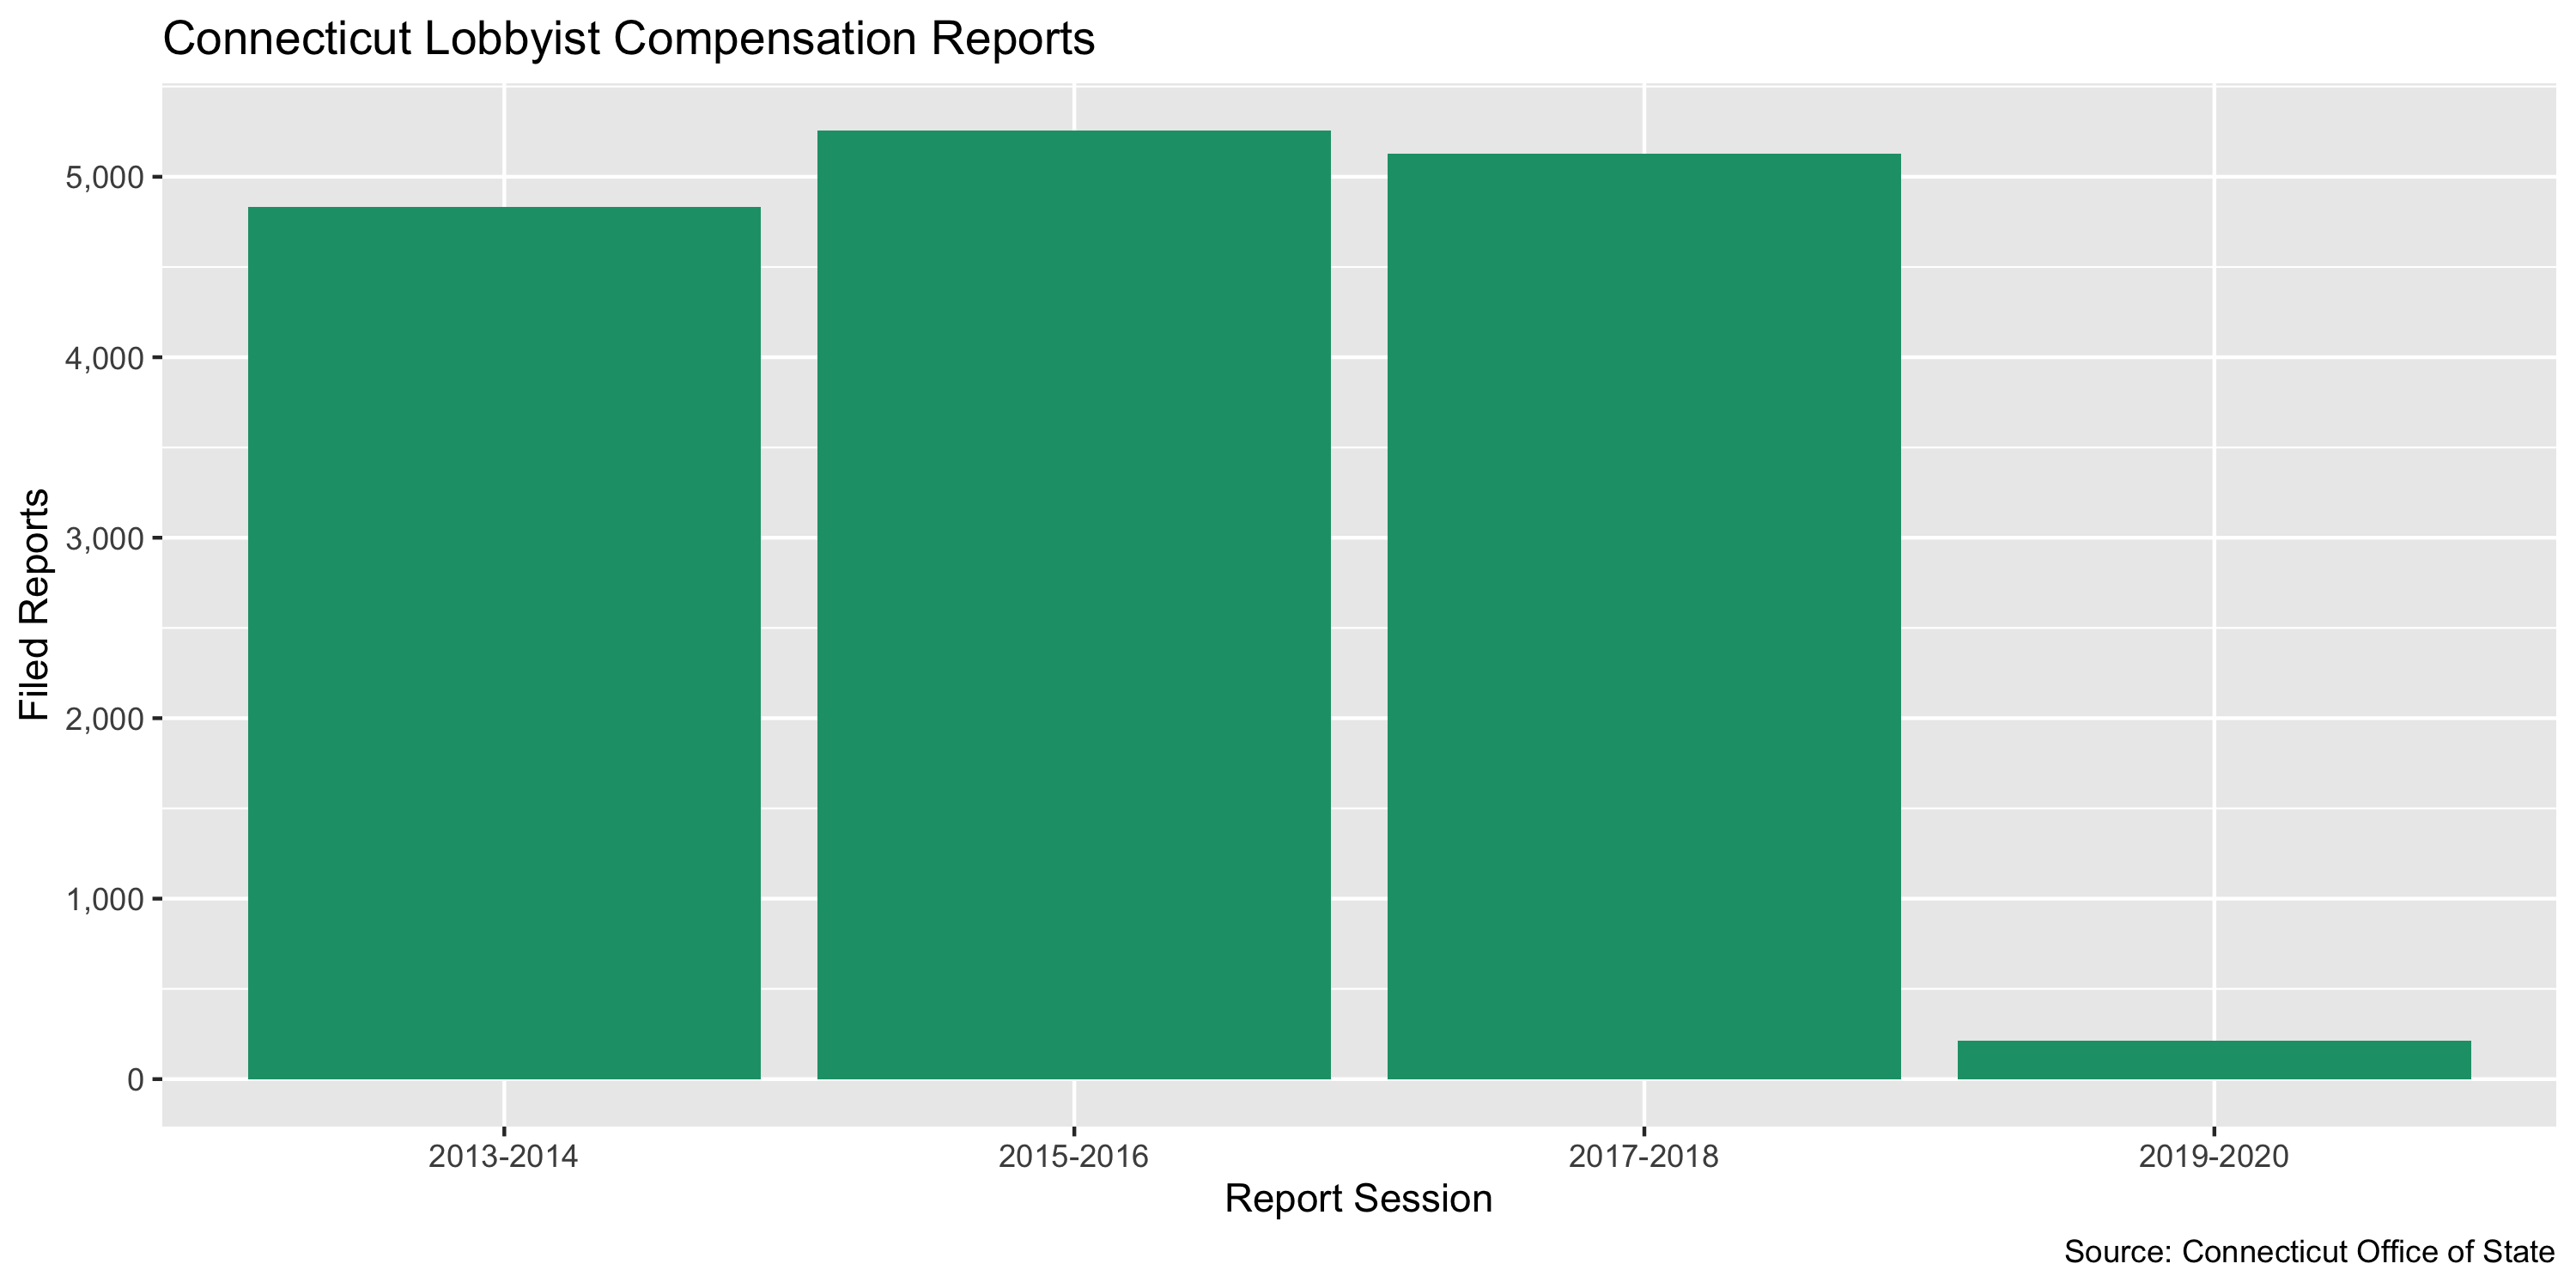 Connecticut Lobbyist Compensation Reports
Filed Reports
5,000
4,000
3,000
2,000
1,000
0
2013-2014
2015-2016
2017-2018
2019-2020
Report Session
Source: Connecticut Office of State